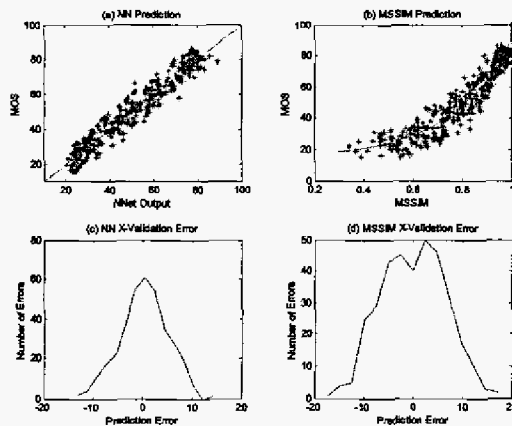 (a) NN Prediction
100
80
60
40
20
MOS
20 40 60 80 100
NNet Output
(b) MSSIM Prediction
100
80
60
40
20
0
MOS
0.2 0.4 0.6 0.8 1
MSSIM
(c) NN X-Validation Error
80
60
40
20
0
Number of Errors
-20 -10 0 10 20
Prediction Error
(d) MSSIM X-Validation Error
50
40
30
20
10
0
Number of Errors
-20 -10 0 10 20
Prediction Error